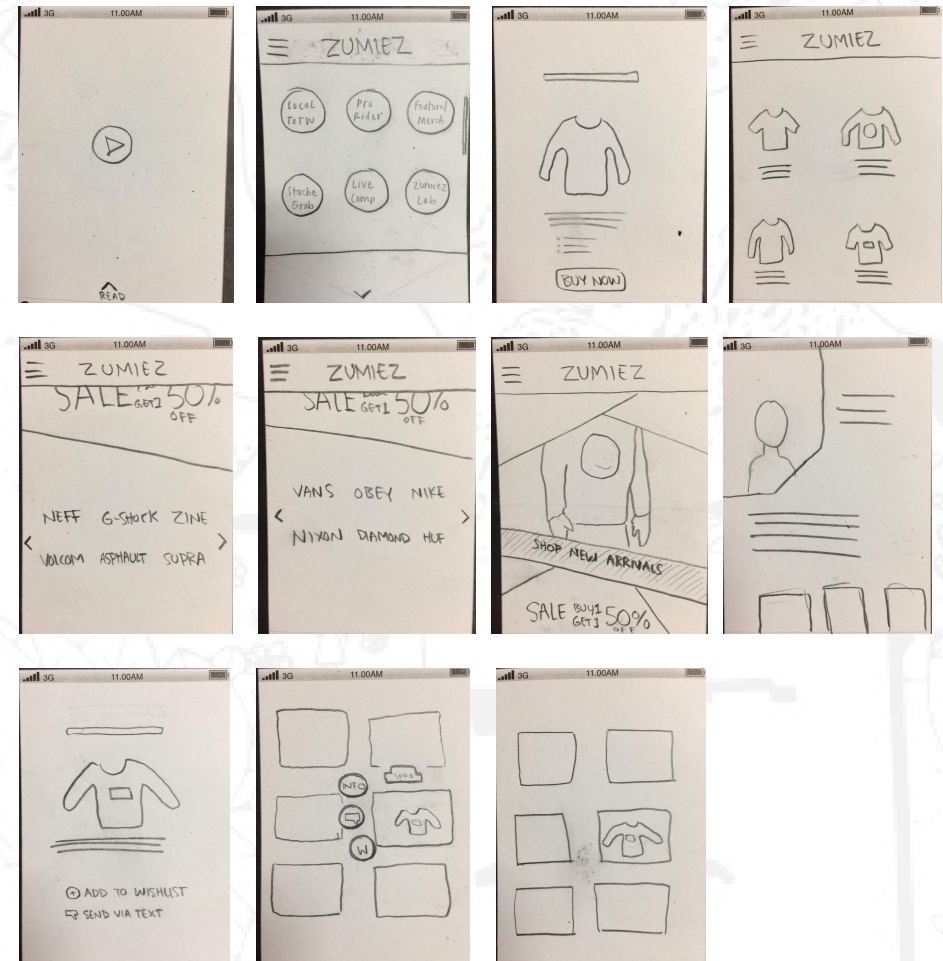 3G 11.00AM
READ
3G 11.00AM
ZUMIEZ
Local
Pro
Rider
Featured
Merch
Stache
Grab
Live
Comp
Zumiez
Lab
3G 11.00AM
BUY NOW
3G 11.00AM
ZUMIEZ
3G 11.00AM
ZUMIEZ
SALE GET1 50%
OFF
NEFF G-SHOCK ZINE
VOLCOM ASPHAULT SUPRA
3G 11.00AM
ZUMIEZ
SALE GET1 50%
OFF
VANS OBEY NIKE
NIXON DIAMOND HUF
3G 11.00AM
ZUMIEZ
SHOP NEW ARRIVALS
SALE BUY1 50%
GET1
OFF
3G 11.00AM
3G 11.00AM
ADD TO WISHLIST
SEND VIA TEXT
3G 11.00AM
INFO
W
3G 11.00AM